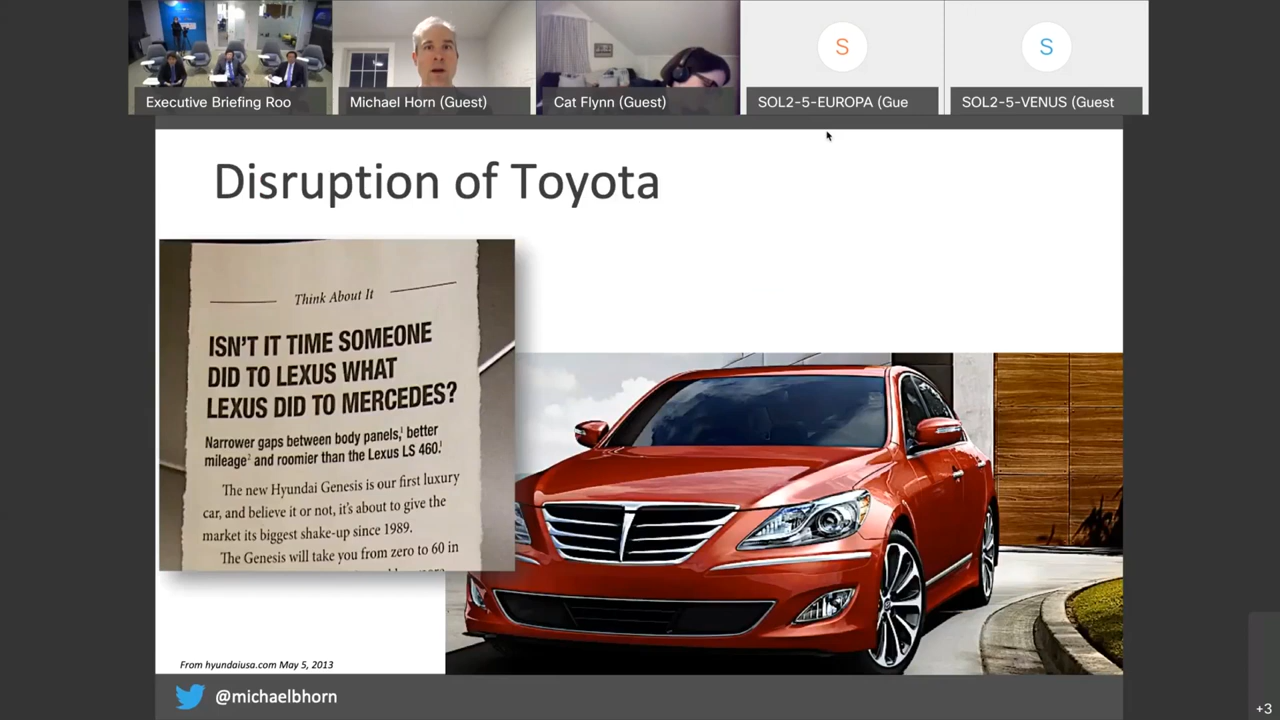 S
S
Executive Briefing Roo
Michael Horn (Guest)
Cat Flynn (Guest)
SOL2-5-EUROPA (Gue
SOL2-5-VENUS (Guest
Disruption of Toyota
Think About It
ISN'T IT TIME SOMEONE
DID TO LEXUS WHAT
LEXUS DID TO MERCEDES?
Narrower gaps between body panels,¹ better
mileage² and roomier than the Lexus LS 460.¹
The new Hyundai Genesis is our first luxury
car, and believe it or not, it's about to give the
market its biggest shake-up since 1989.
The Genesis will take you from zero to 60 in
From hyundaiusa.com May 5, 2013
@michaelbhorn
+3